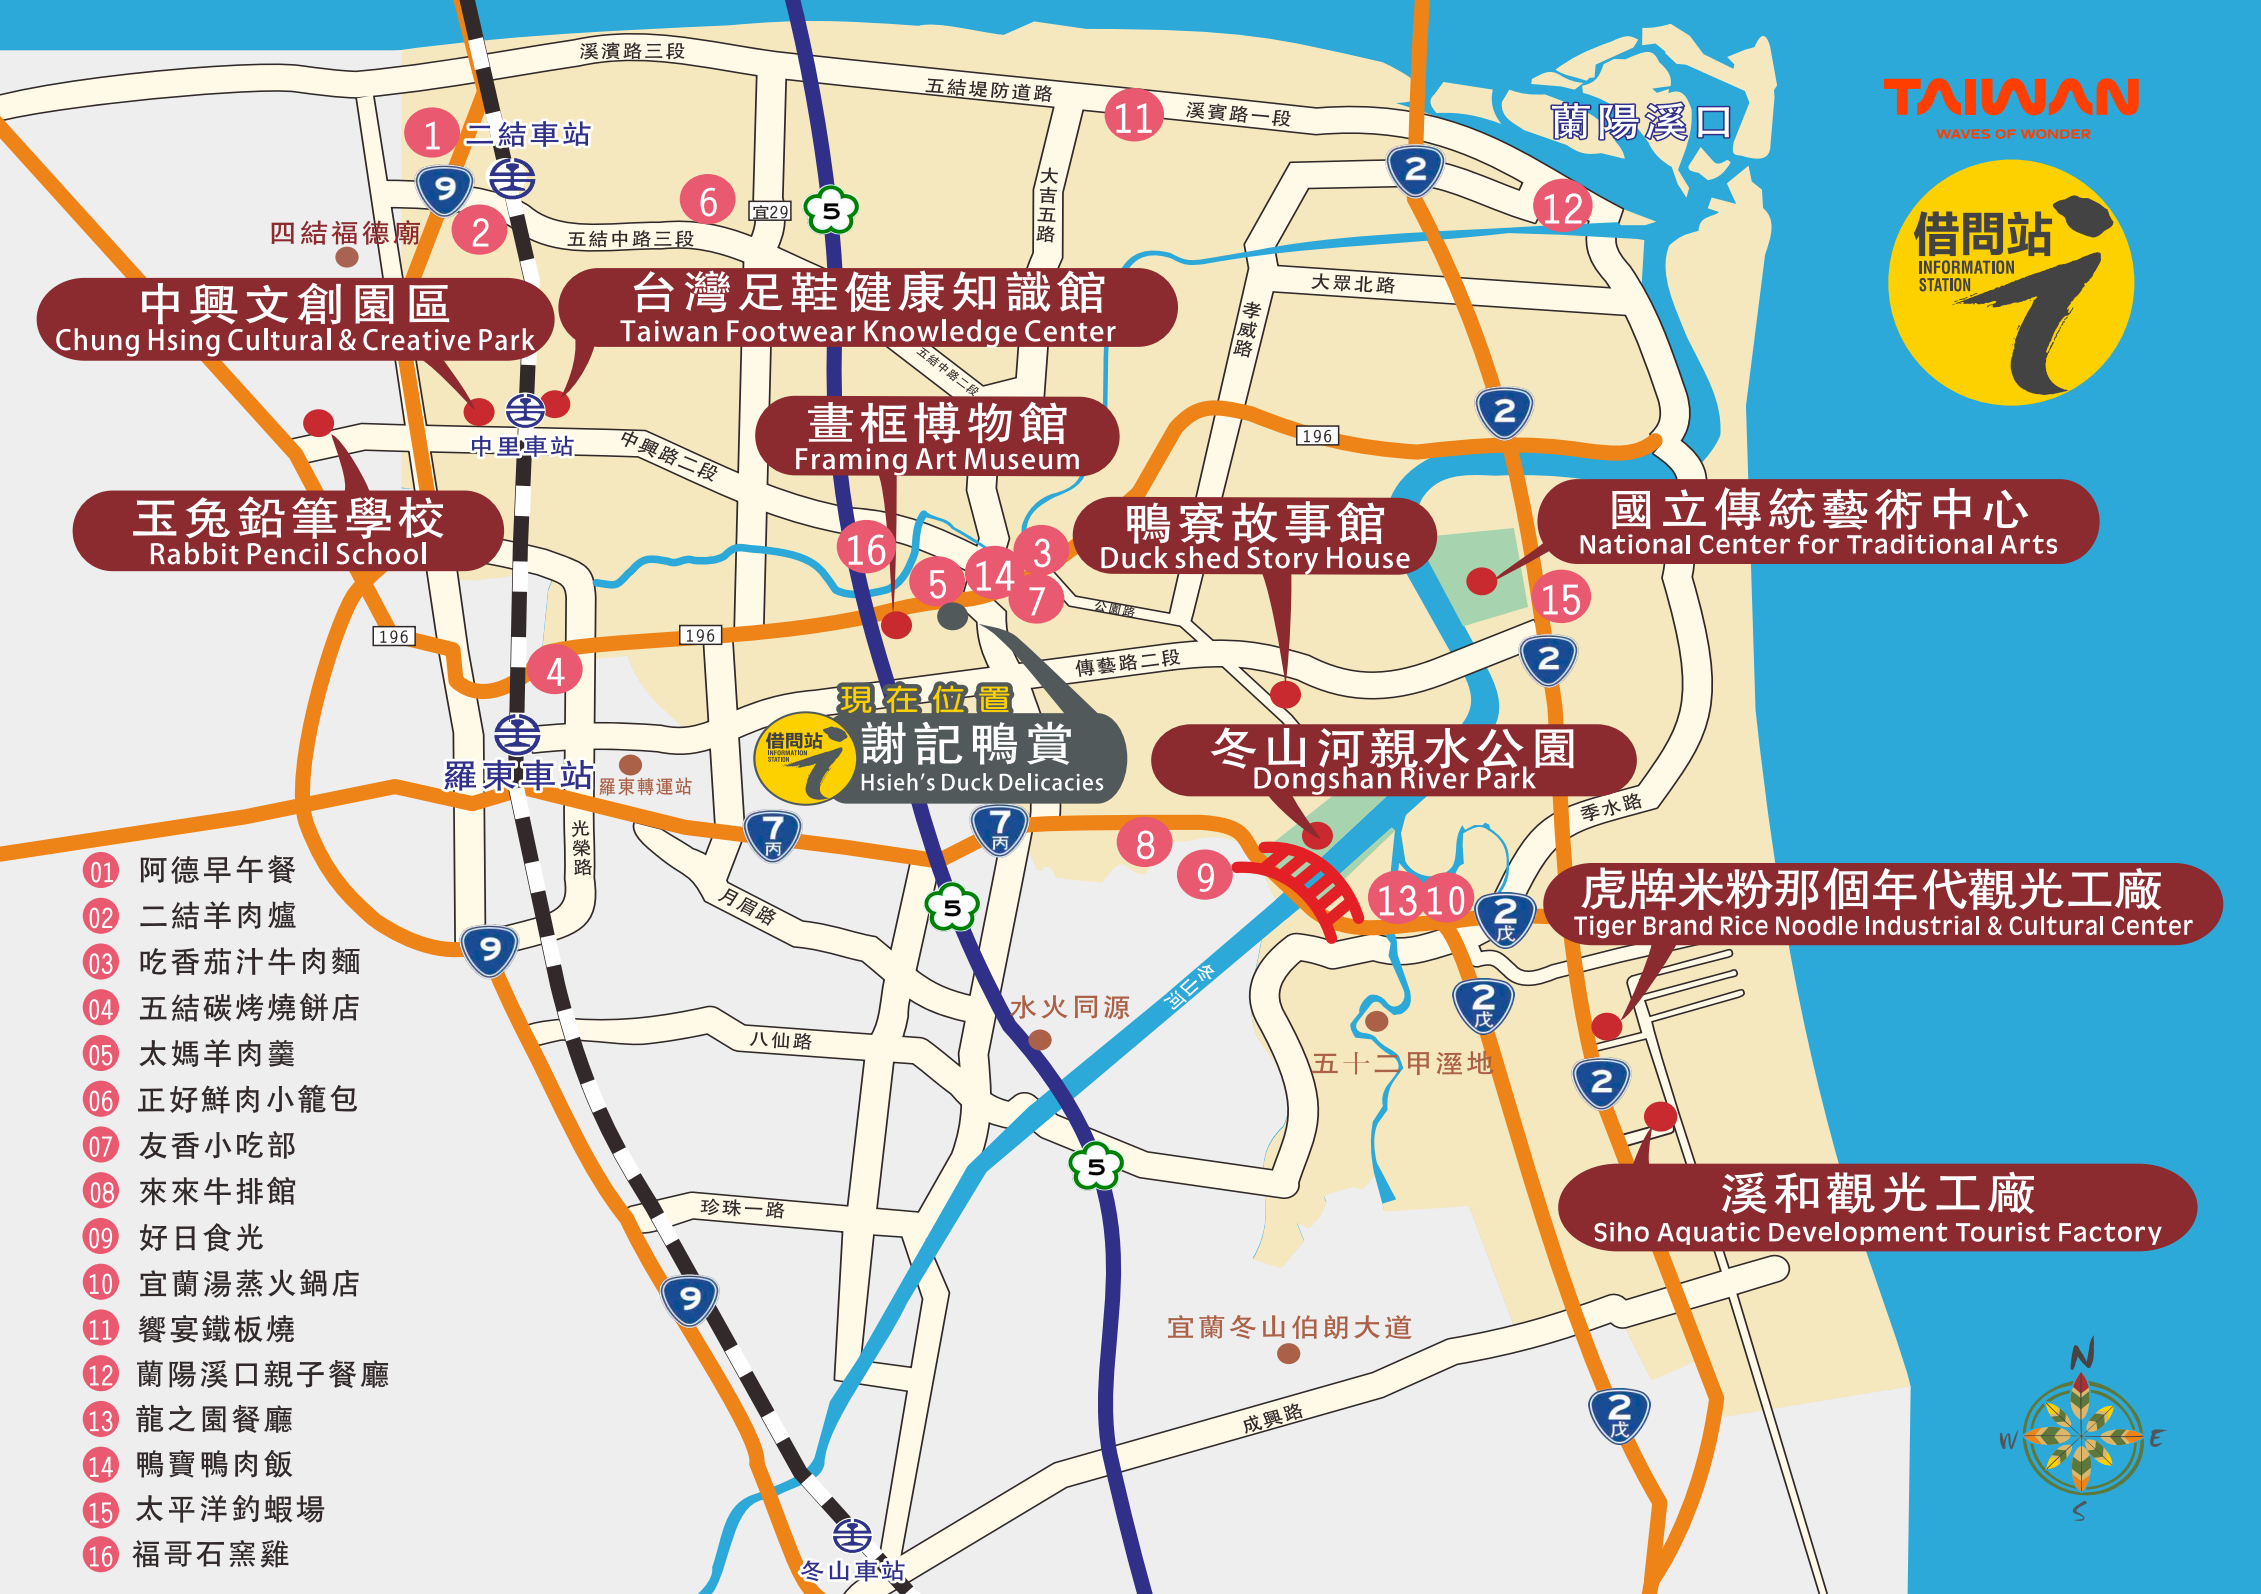 溪濱路三段
五結堤防道路
溪賓路一段
蘭陽溪口
TAIWAN
WAVES OF WONDER
借問站
INFORMATION
STATION
1
二結車站
11
9
2
6
宜29
5
大吉五路
2
12
四結福德廟
五結中路三段
中興文創園區
Chung Hsing Cultural & Creative Park
台灣足鞋健康知識館
Taiwan Footwear Knowledge Center
大眾北路
孝威路
五結中路二段
中里車站
中興路二段
畫框博物館
Framing Art Museum
196
2
玉兔鉛筆學校
Rabbit Pencil School
鴨寮故事館
Duck shed Story House
國立傳統藝術中心
National Center for Traditional Arts
16
5
14
3
7
公園路
15
196
196
4
傳藝路二段
2
現在位置
借問站
INFORMATION
STATION
謝記鴨賞
Hsieh's Duck Delicacies
羅東車站
羅東轉運站
冬山河親水公園
Dongshan River Park
季水路
光榮路
7
丙
7
丙
8
9
13
10
2
戊
虎牌米粉那個年代觀光工廠
Tiger Brand Rice Noodle Industrial & Cultural Center
月眉路
5
9
冬山河
水火同源
2
戊
八仙路
五十二甲溼地
2
5
珍珠一路
溪和觀光工廠
Siho Aquatic Development Tourist Factory
9
宜蘭冬山伯朗大道
成興路
2
戊
冬山車站
N
W
E
S
01 阿德早午餐
02 二結羊肉爐
03 吃香茄汁牛肉麵
04 五結碳烤燒餅店
05 太媽羊肉羹
06 正好鮮肉小籠包
07 友香小吃部
08 來來牛排館
09 好日食光
10 宜蘭湯蒸火鍋店
11 饗宴鐵板燒
12 蘭陽溪口親子餐廳
13 龍之園餐廳
14 鴨寶鴨肉飯
15 太平洋釣蝦場
16 福哥石窯雞